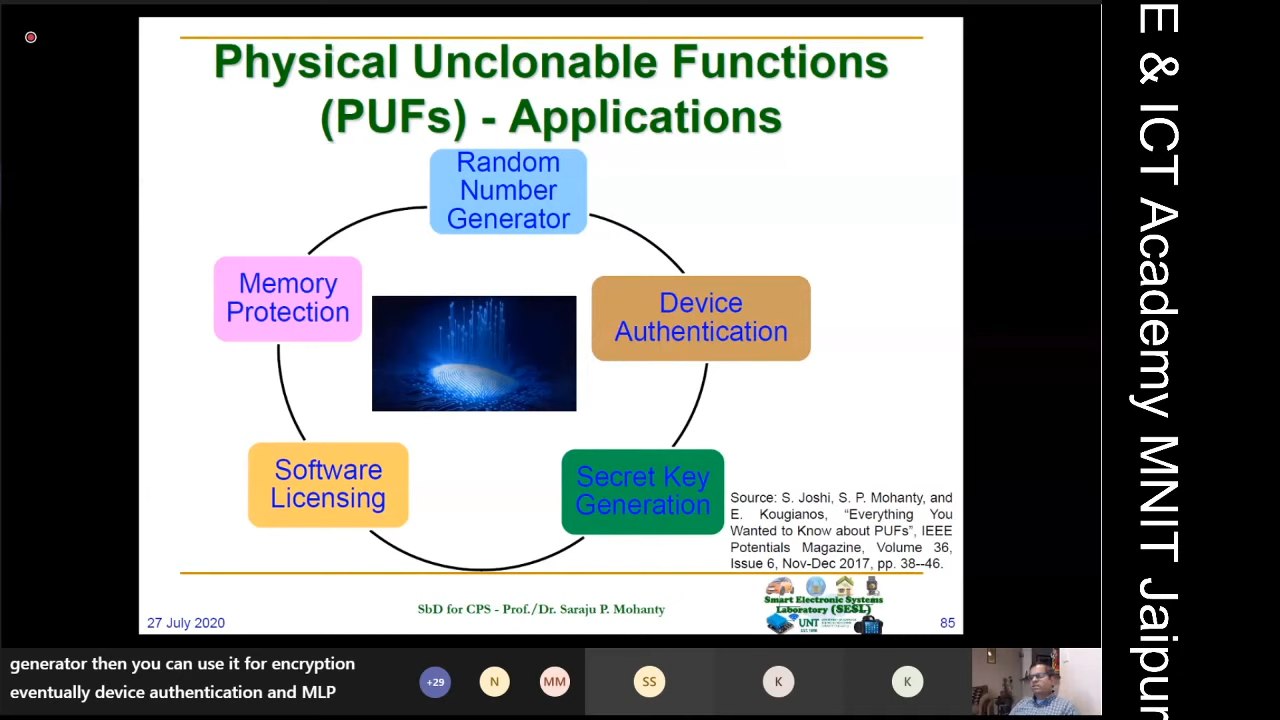 Physical Unclonable Functions
(PUFs) - Applications
Random
Number
Generator
Memory
Protection
Device
Authentication
Software
Licensing
Secret Key
Generation
Source: S. Joshi, S. P. Mohanty, and
E. Kougianos, “Everything You
Wanted to Know about PUFs”, IEEE
Potentials Magazine, Volume 36,
Issue 6, Nov-Dec 2017, pp. 38--46.
Smart Electronic Systems
Laboratory (SESL)
UNT
27 July 2020
SbD for CPS - Prof./Dr. Saraju P. Mohanty
85
generator then you can use it for encryption
eventually device authentication and MLP
+29
N
MM
SS
K
K
E & ICT Academy MNIT Jaipur